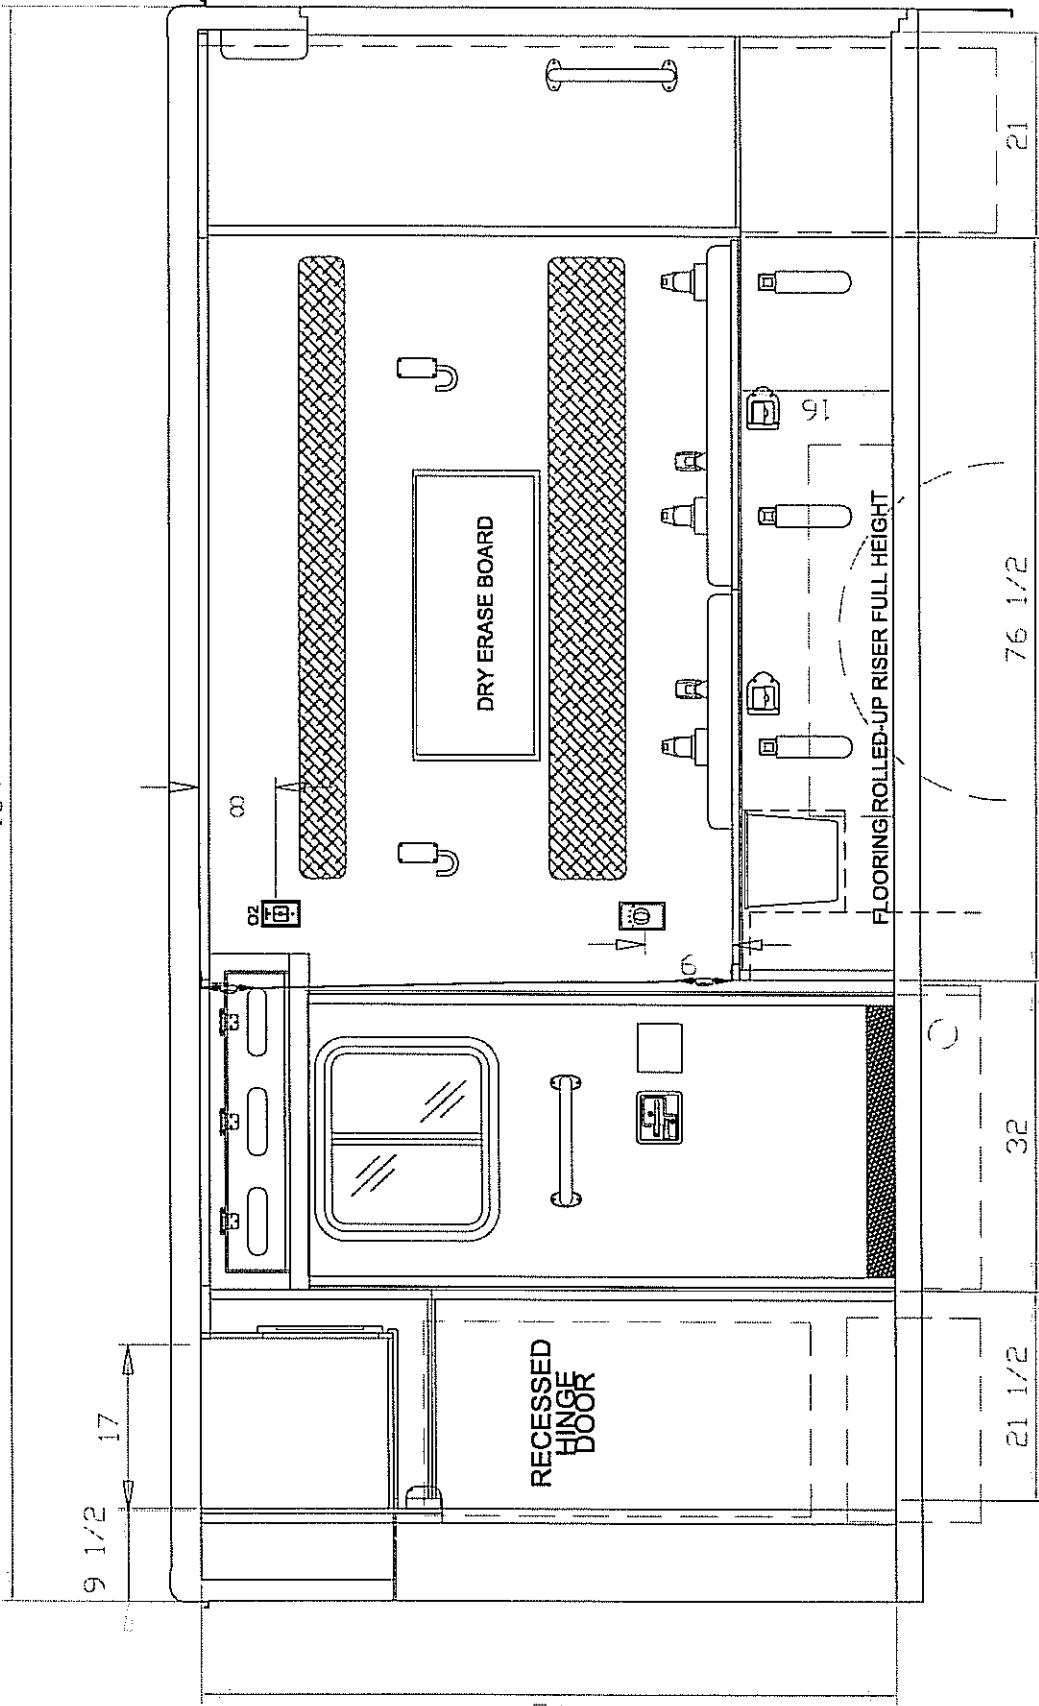 9 1/2
17
8
O2
DRY ERASE BOARD
RECESSED
HINGE
DOOR
6
16
FLOORING ROLLED-UP RISER FULL HEIGHT
21 1/2
32
76 1/2
21